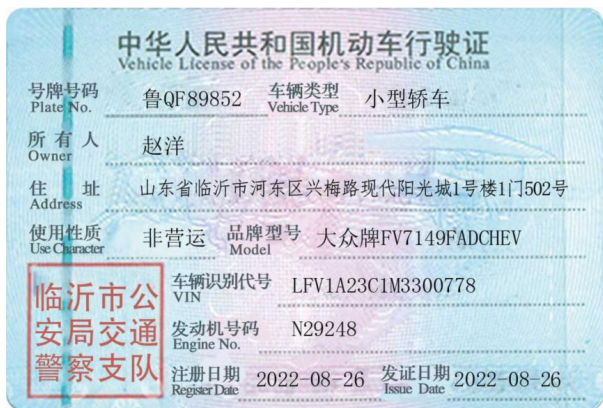 中华人民共和国机动车行驶证
Vehicle License of the People's Republic of China
号牌号码 鲁QF89852 车辆类型 小型轿车
Plate No. Vehicle Type
所有人 赵洋
Owner
住址 山东省临沂市河东区兴梅路现代阳光城1号楼1门502号
Address
使用性质 非营运 品牌型号 大众牌FV7149FADCHEV
Use Character Model
临沂市公安局交通警察支队
车辆识别代号 LFV1A23C1M3300778
VIN
发动机号码 N29248
Engine No.
注册日期 2022-08-26 发证日期 2022-08-26
Register Date Issue Date